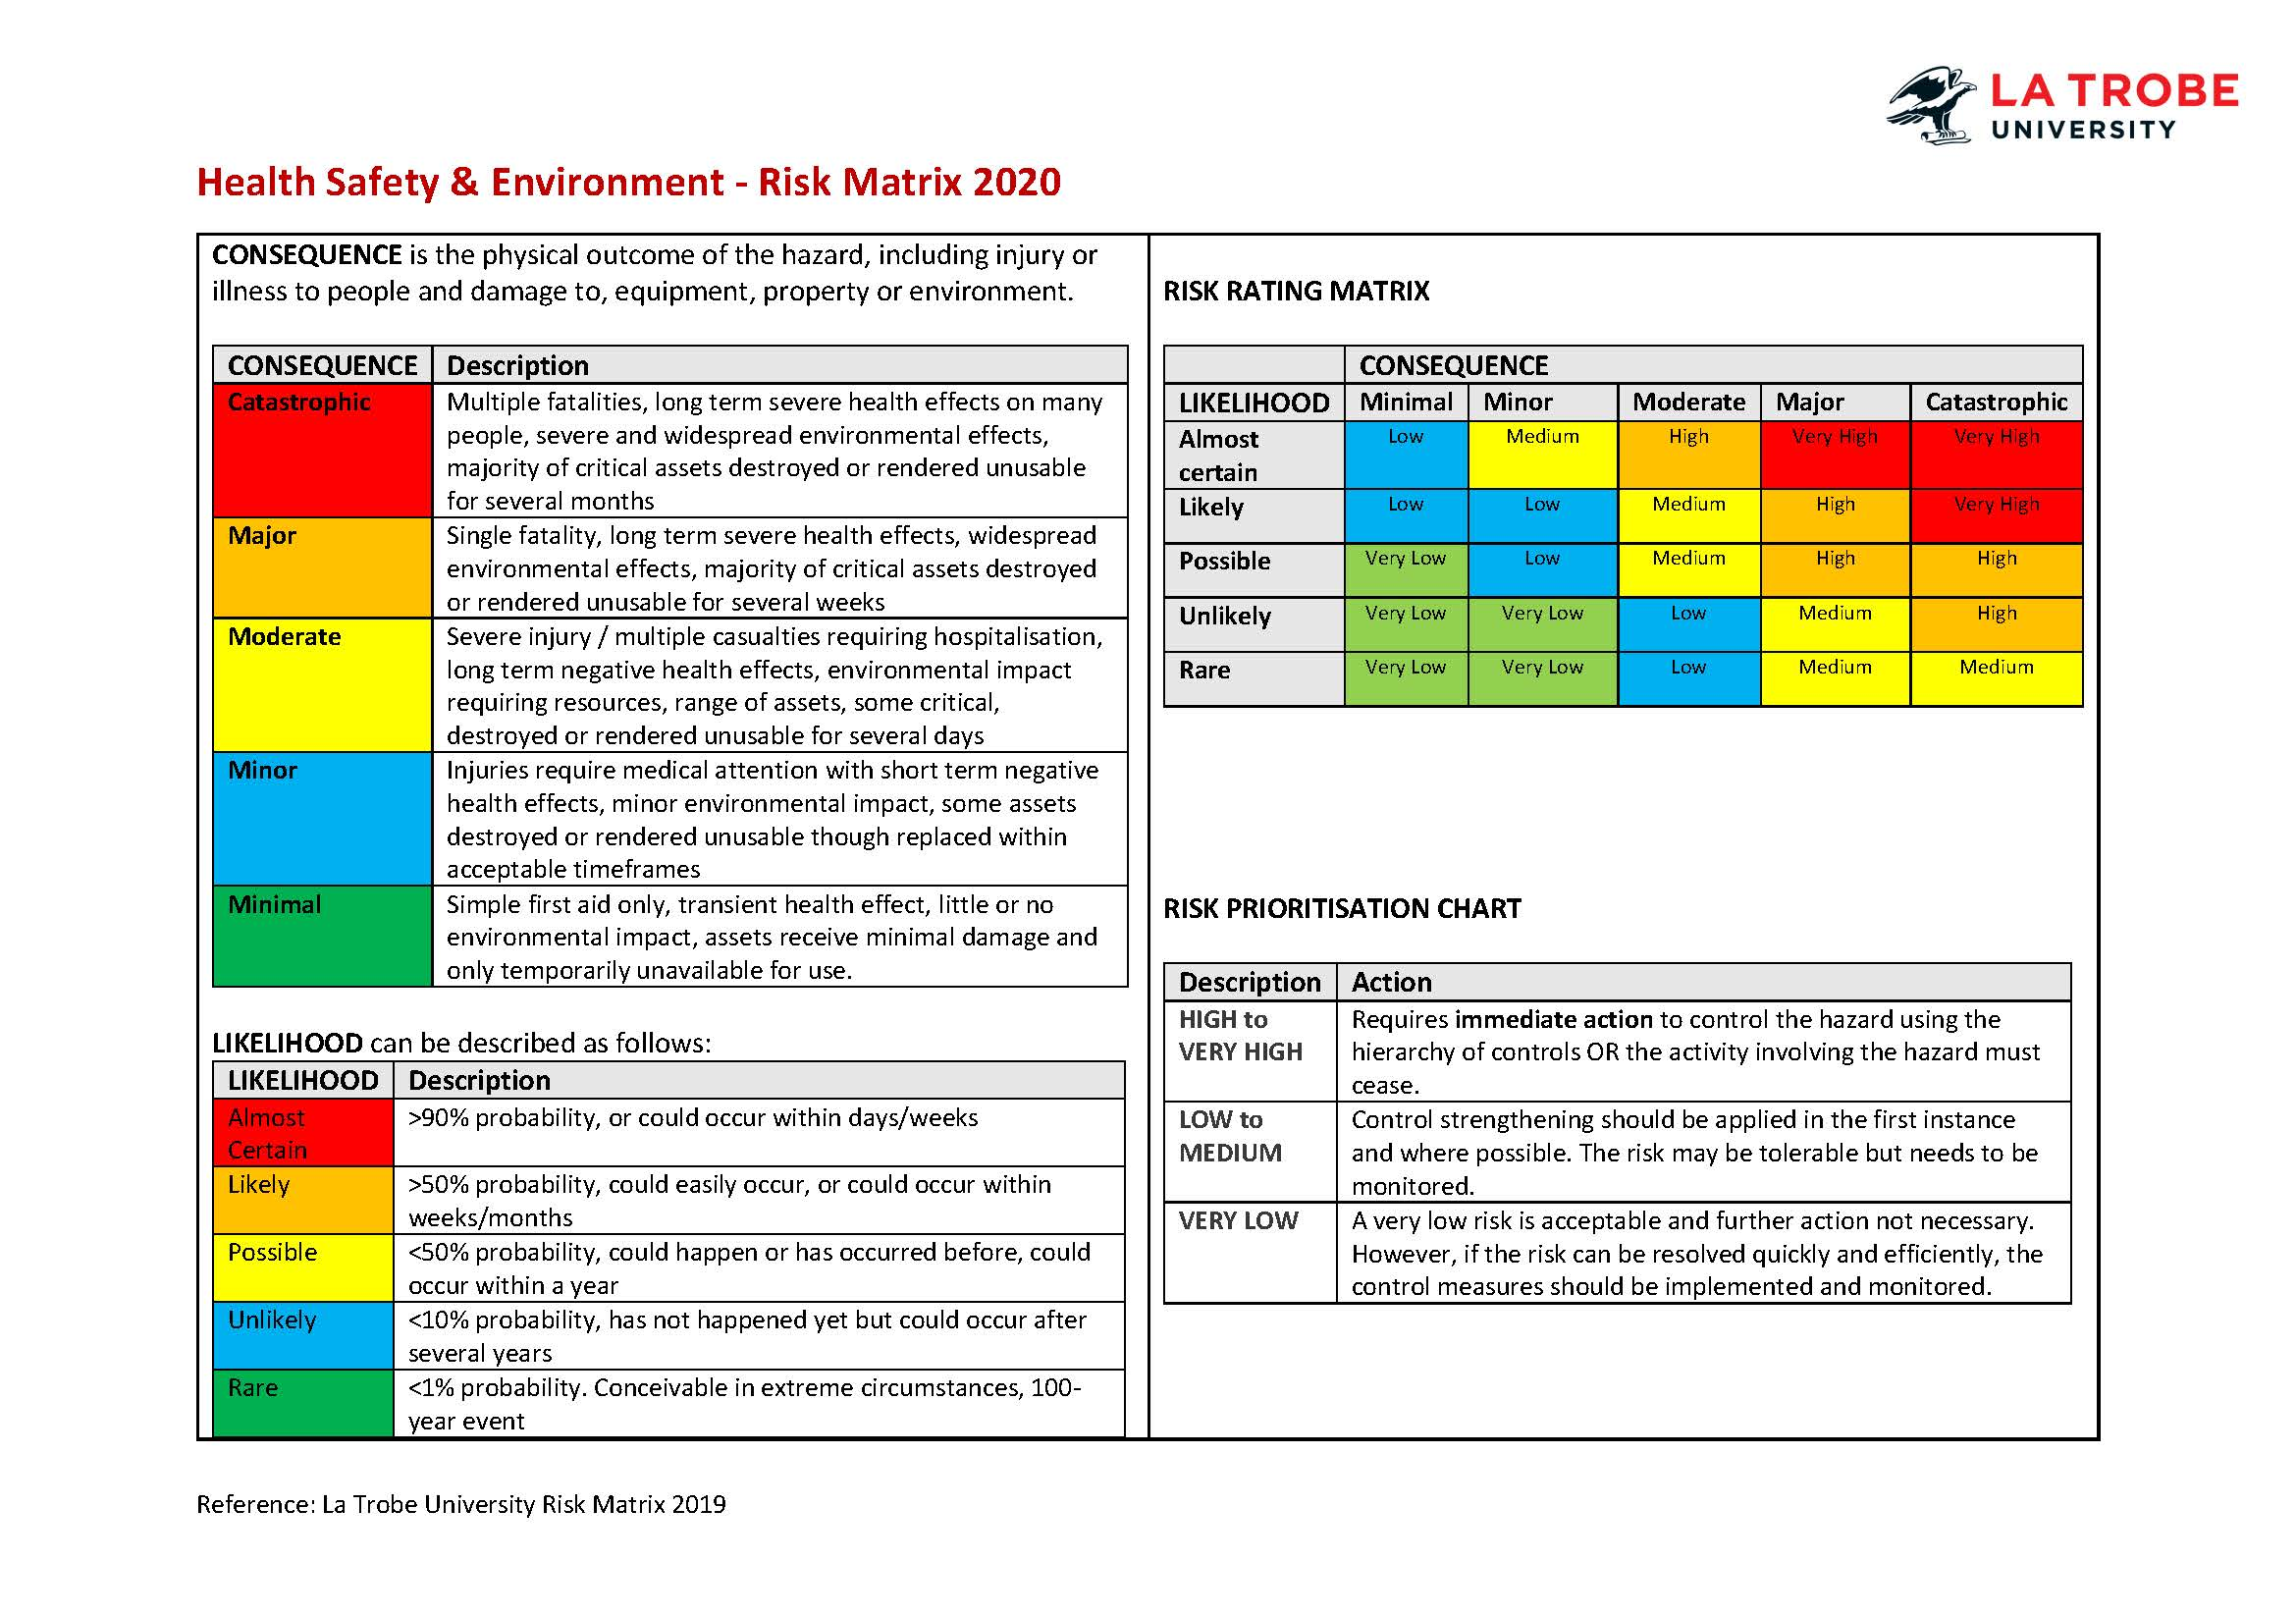 LA TROBE
UNIVERSITY
Health Safety & Environment - Risk Matrix 2020
CONSEQUENCE is the physical outcome of the hazard, including injury or
illness to people and damage to, equipment, property or environment.
CONSEQUENCE Description
Catastrophic Multiple fatalities, long term severe health effects on many
people, severe and widespread environmental effects,
majority of critical assets destroyed or rendered unusable
for several months
Major Single fatality, long term severe health effects, widespread
environmental effects, majority of critical assets destroyed
or rendered unusable for several weeks
Moderate Severe injury / multiple casualties requiring hospitalisation,
long term negative health effects, environmental impact
requiring resources, range of assets, some critical,
destroyed or rendered unusable for several days
Minor Injuries require medical attention with short term negative
health effects, minor environmental impact, some assets
destroyed or rendered unusable though replaced within
acceptable timeframes
Minimal Simple first aid only, transient health effect, little or no
environmental impact, assets receive minimal damage and
only temporarily unavailable for use.
LIKELIHOOD can be described as follows:
LIKELIHOOD Description
Almost >90% probability, or could occur within days/weeks
Certain
Likely >50% probability, could easily occur, or could occur within
weeks/months
Possible <50% probability, could happen or has occurred before, could
occur within a year
Unlikely <10% probability, has not happened yet but could occur after
several years
Rare <1% probability. Conceivable in extreme circumstances, 100-
year event
RISK RATING MATRIX
CONSEQUENCE
LIKELIHOOD Minimal Minor Moderate Major Catastrophic
Almost Low Medium High Very High Very High
certain
Likely Low Low Medium High Very High
Possible Very Low Low Medium High High
Unlikely Very Low Very Low Low Medium High
Rare Very Low Very Low Low Medium Medium
RISK PRIORITISATION CHART
Description Action
HIGH to Requires immediate action to control the hazard using the
VERY HIGH hierarchy of controls OR the activity involving the hazard must
cease.
LOW to Control strengthening should be applied in the first instance
MEDIUM and where possible. The risk may be tolerable but needs to be
monitored.
VERY LOW A very low risk is acceptable and further action not necessary.
However, if the risk can be resolved quickly and efficiently, the
control measures should be implemented and monitored.
Reference: La Trobe University Risk Matrix 2019